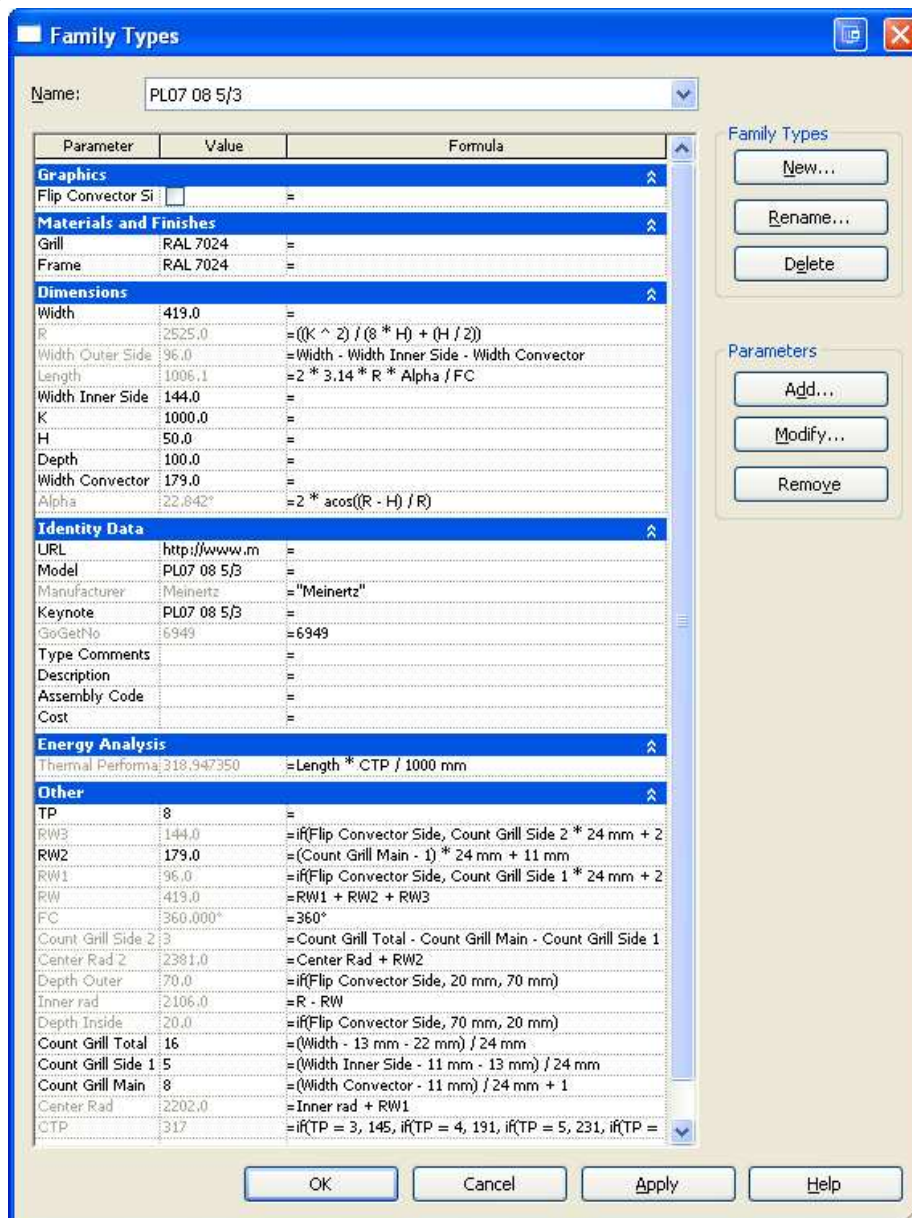 Family Types
Name: PL07 08 5/3
Parameter Value Formula
Graphics
Flip Convector Si =
Materials and Finishes
Grill RAL 7024 =
Frame RAL 7024 =
Dimensions
Width 419.0 =
R 2525.0 =((K ^ 2) / (8 * H) + (H / 2))
Width Outer Side 96.0 =Width - Width Inner Side - Width Convector
Length 1006.1 =2 * 3.14 * R * Alpha / FC
Width Inner Side 144.0 =
K 1000.0 =
H 50.0 =
Depth 100.0 =
Width Convector 179.0 =
Alpha 22.842° =2 * acos((R - H) / R)
Identity Data
URL http://www.m =
Model PL07 08 5/3 =
Manufacturer Meinertz ="Meinertz"
Keynote PL07 08 5/3 =
GoGetNo 6949 =6949
Type Comments =
Description =
Assembly Code =
Cost =
Energy Analysis
Thermal Performa 318.947350 =Length * CTP / 1000 mm
Other
TP 8 =
RW3 144.0 =if(Flip Convector Side, Count Grill Side 2 * 24 mm + 2
RW2 179.0 =(Count Grill Main - 1) * 24 mm + 11 mm
RW1 96.0 =if(Flip Convector Side, Count Grill Side 1 * 24 mm + 2
RW 419.0 =RW1 + RW2 + RW3
FC 360.000° =360°
Count Grill Side 2 3 =Count Grill Total - Count Grill Main - Count Grill Side 1
Center Rad 2 2381.0 =Center Rad + RW2
Depth Outer 70.0 =if(Flip Convector Side, 20 mm, 70 mm)
Inner rad 2106.0 =R - RW
Depth Inside 20.0 =if(Flip Convector Side, 70 mm, 20 mm)
Count Grill Total 16 =(Width - 13 mm - 22 mm) / 24 mm
Count Grill Side 1 5 =(Width Inner Side - 11 mm - 13 mm) / 24 mm
Count Grill Main 8 =(Width Convector - 11 mm) / 24 mm + 1
Center Rad 2202.0 =Inner rad + RW1
CTP 317 =if(TP = 3, 145, if(TP = 4, 191, if(TP = 5, 231, if(TP =
Family Types
New...
Rename...
Delete
Parameters
Add...
Modify...
Remove
OK Cancel Apply Help